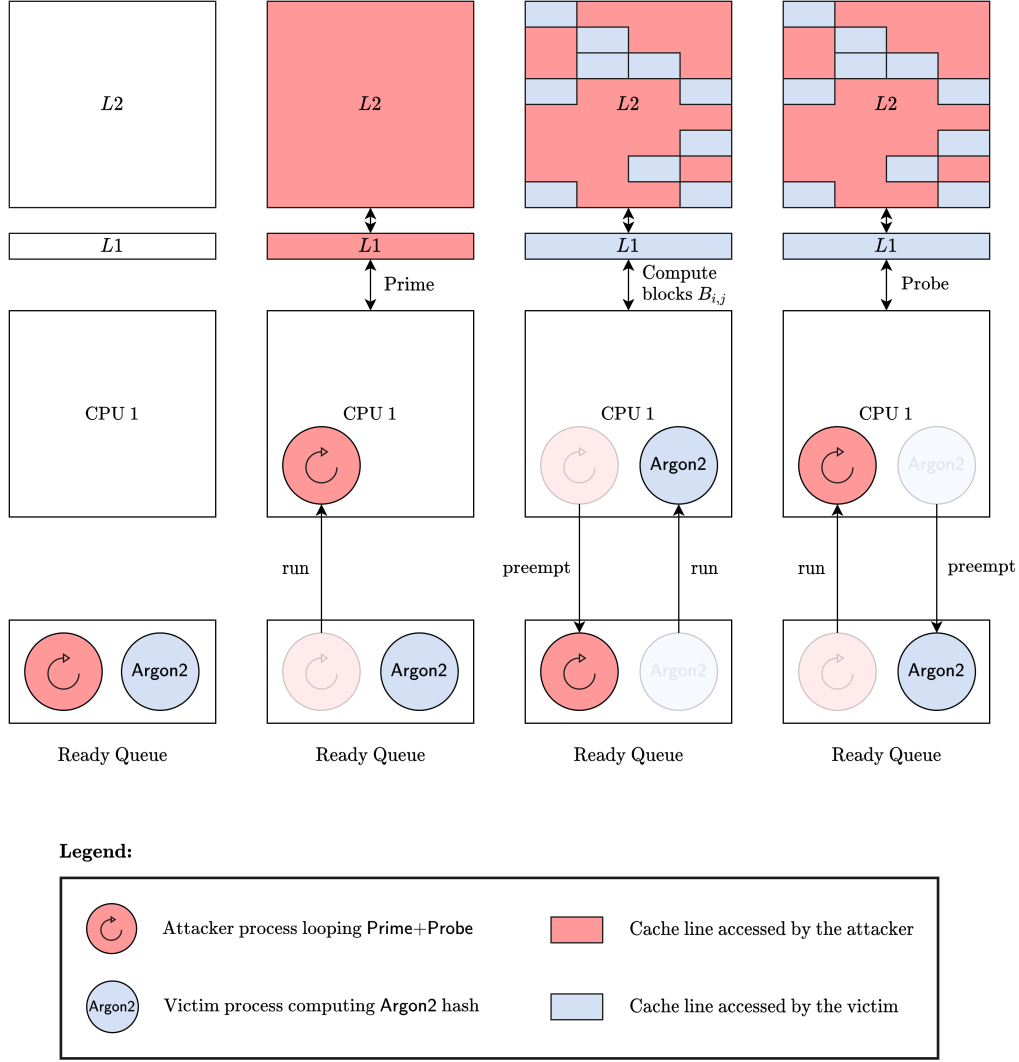 L2
L2
L2
L2
L1
L1
L1
L1
Prime
Compute
blocks B_{i,j}
Probe
CPU 1
CPU 1
CPU 1
CPU 1
Argon2
Argon2
run
preempt
run
run
preempt
Argon2
Argon2
Argon2
Argon2
Ready Queue
Ready Queue
Ready Queue
Ready Queue
Legend:
Attacker process looping Prime+Probe
Cache line accessed by the attacker
Argon2
Victim process computing Argon2 hash
Cache line accessed by the victim